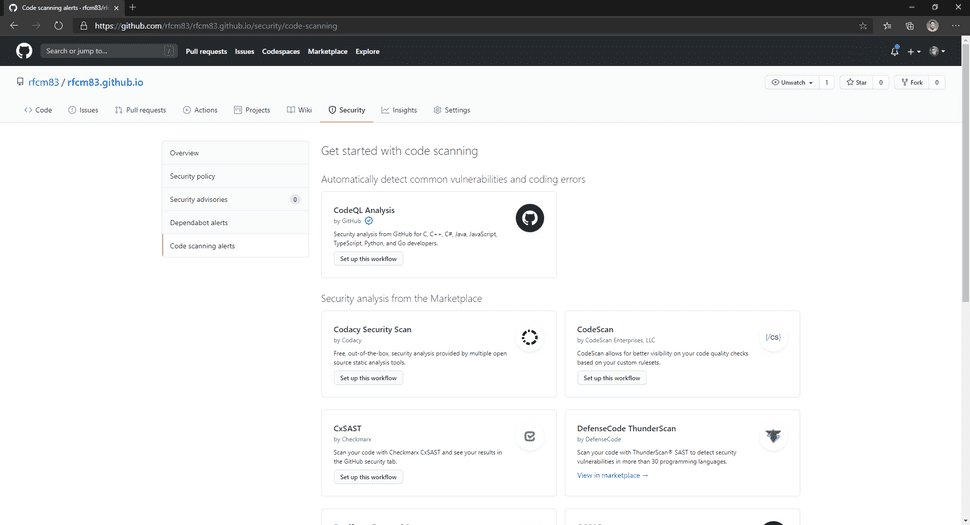 Code scanning alerts - rfcm83/rf
https://github.com/rfcm83/rfcm83.github.io/security/code-scanning
Search or jump to...
/
Pull requests Issues Codespaces Marketplace Explore
rfcm83 / rfcm83.github.io
Unwatch 1 Star 0 Fork 0
Code Issues Pull requests Actions Projects Wiki Security Insights Settings
Overview
Security policy
Security advisories 0
Dependabot alerts
Code scanning alerts
Get started with code scanning
Automatically detect common vulnerabilities and coding errors
CodeQL Analysis
by GitHub
Security analysis from GitHub for C, C++, C#, Java, JavaScript,
TypeScript, Python, and Go developers.
Set up this workflow
Security analysis from the Marketplace
Codacy Security Scan
by Codacy
Free, out-of-the-box, security analysis provided by multiple open
source static analysis tools.
Set up this workflow
CodeScan
by CodeScan Enterprises, LLC
{/cs}
CodeScan allows for better visibility on your code quality checks
based on your custom rulesets.
Set up this workflow
CxSAST
by Checkmarx
Scan your code with Checkmarx CxSAST and see your results in
the GitHub security tab.
Set up this workflow
DefenseCode ThunderScan
by DefenseCode
Scan your code with ThunderScan® SAST to detect security
vulnerabilities in more than 30 programming languages.
View in marketplace →